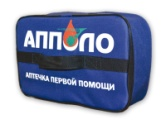 АППОЛО
АПТЕЧКА ПЕРВОЙ ПОМОЩИ